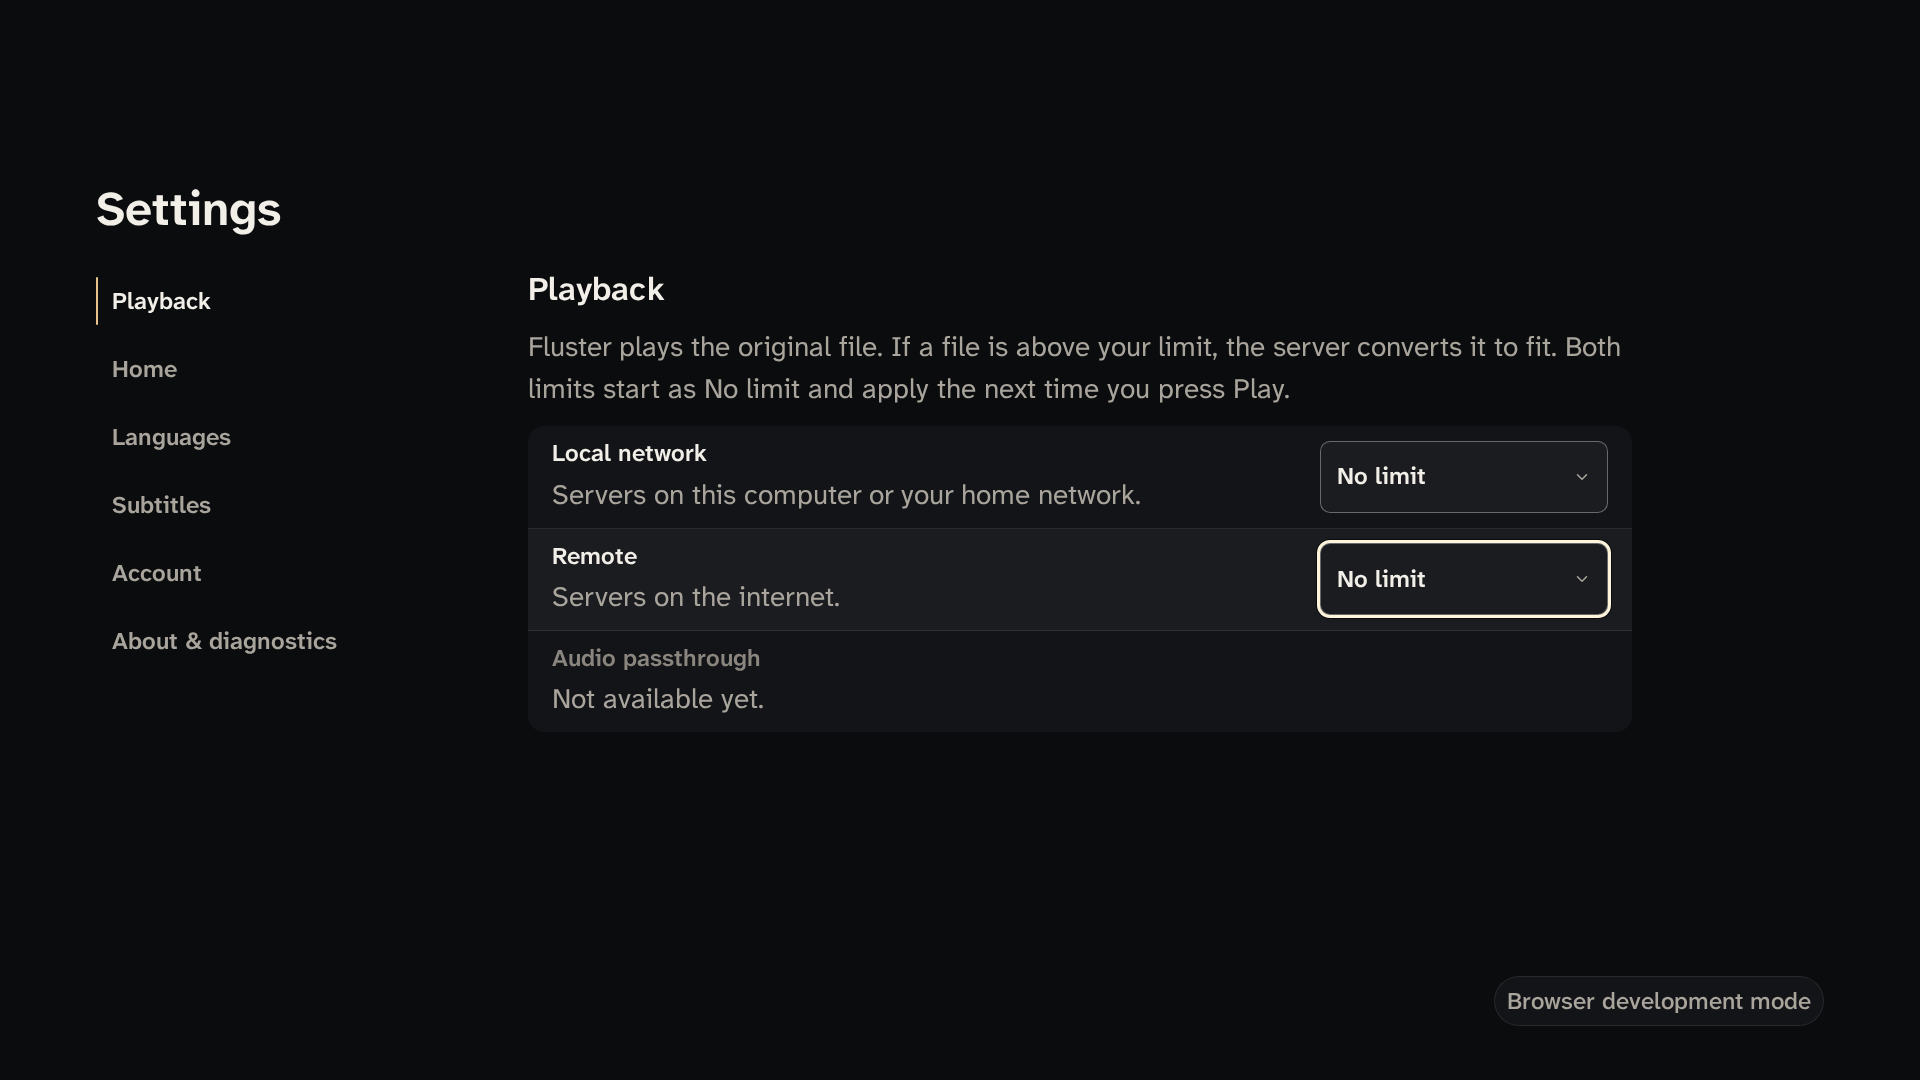 Settings
Playback
Home
Languages
Subtitles
Account
About & diagnostics
Playback
Fluster plays the original file. If a file is above your limit, the server converts it to fit. Both
limits start as No limit and apply the next time you press Play.
Local network
Servers on this computer or your home network.
No limit
Remote
Servers on the internet.
No limit
Audio passthrough
Not available yet.
Browser development mode